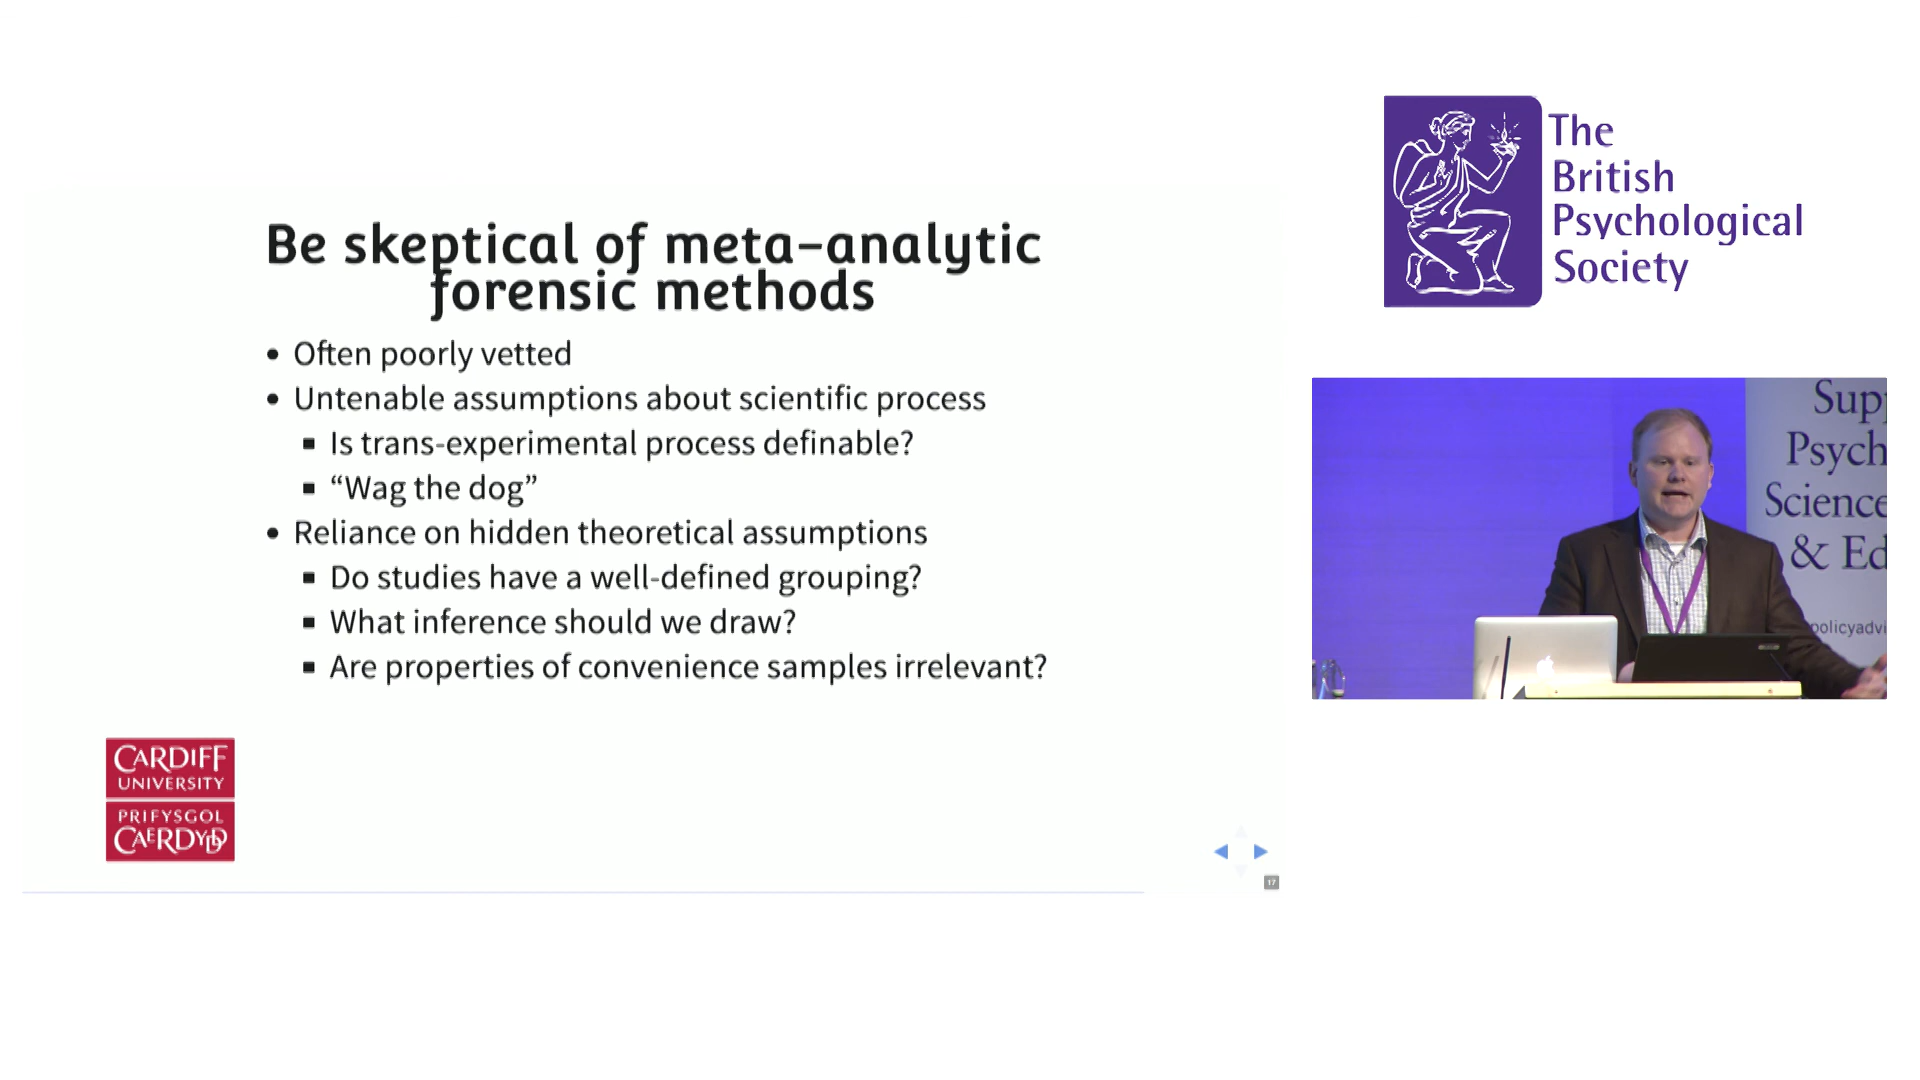 Be skeptical of meta-analytic
forensic methods
• Often poorly vetted
• Untenable assumptions about scientific process
▪ Is trans-experimental process definable?
▪ “Wag the dog”
• Reliance on hidden theoretical assumptions
▪ Do studies have a well-defined grouping?
▪ What inference should we draw?
▪ Are properties of convenience samples irrelevant?
CARDIFF
UNIVERSITY
PRIFYSGOL
CAERDYDD
17
The
British
Psychological
Society
Supp
Psych
Science
& Ed
policyadvi